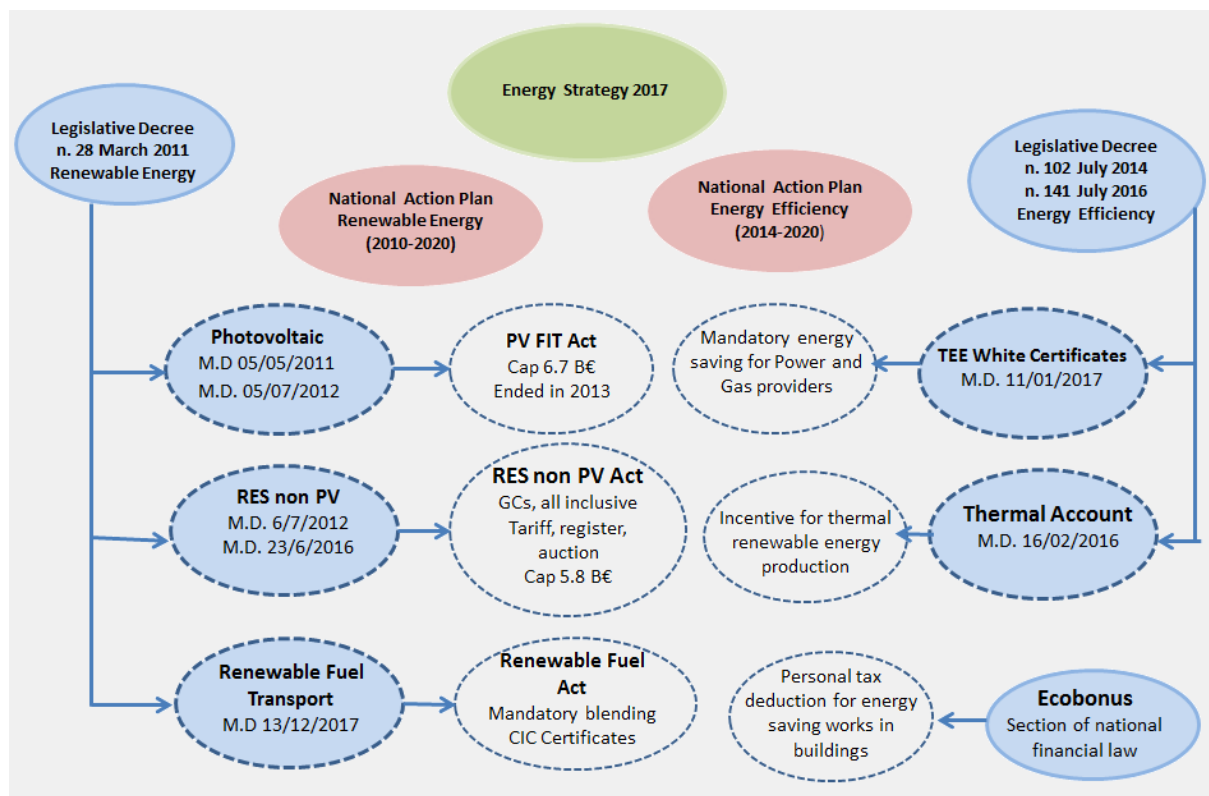 Energy Strategy 2017
Legislative Decree
n. 28 March 2011
Renewable Energy
Legislative Decree
n. 102 July 2014
n. 141 July 2016
Energy Efficiency
National Action Plan
Renewable Energy
(2010-2020)
National Action Plan
Energy Efficiency
(2014-2020)
Photovoltaic
M.D 05/05/2011
M.D. 05/07/2012
PV FIT Act
Cap 6.7 B€
Ended in 2013
Mandatory energy
saving for Power and
Gas providers
TEE White Certificates
M.D. 11/01/2017
RES non PV
M.D. 6/7/2012
M.D. 23/6/2016
RES non PV Act
GCs, all inclusive
Tariff, register,
auction
Cap 5.8 B€
Incentive for thermal
renewable energy
production
Thermal Account
M.D. 16/02/2016
Renewable Fuel
Transport
M.D 13/12/2017
Renewable Fuel
Act
Mandatory blending
CIC Certificates
Personal tax
deduction for energy
saving works in
buildings
Ecobonus
Section of national
financial law